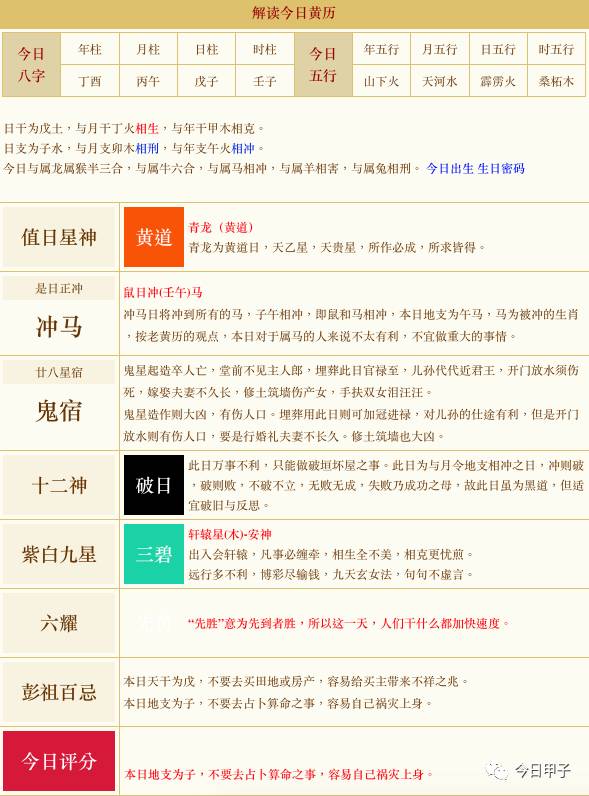 解读今日黄历
今日 年柱 月柱 日柱 时柱 今日 年五行 月五行 日五行 时五行
八字 丁酉 丙午 戊子 壬子 五行 山下火 天河水 霹雳火 桑柘木
日干为戊土，与月干丁火相生，与年干甲木相克。
日支为子水，与月支卯木相刑，与年支午火相冲。
今日与属龙属猴半三合，与属牛六合，与属马相冲，与属羊相害，与属兔相刑。 今日出生 生日密码
值日星神
黄道
青龙（黄道）
青龙为黄道日，天乙星，天贵星，所作必成，所求皆得。
是日正冲
冲马
鼠日冲(壬午)马
冲马日将冲到所有的马，子午相冲，即鼠和马相冲，本日地支为午马，马为被冲的生肖
，按老黄历的观点，本日对于属马的人来说不太有利，不宜做重大的事情。
廿八星宿
鬼宿
鬼星起造卒人亡，堂前不见主人郎，埋葬此日官禄至，儿孙代代近君王，开门放水须伤
死，嫁娶夫妻不久长，修土筑墙伤产女，手扶双女泪汪汪。
鬼星造作则大凶，有伤人口。埋葬用此日则可加冠进禄，对儿孙的仕途有利，但是开门
放水则有伤人口，要是行婚礼夫妻不长久。修土筑墙也大凶。
十二神
破日
此日万事不利，只能做破垣坏屋之事。此日为与月令地支相冲之日，冲则破
，破则败，不破不立，无败无成，失败乃成功之母，故此日虽为黑道，但适
宜破旧与反思。
紫白九星
三碧
轩辕星(木)-安神
出入会轩辕，凡事必缠牵，相生全不美，相克更忧煎。
远行多不利，博彩尽输钱，九天玄女法，句句不虚言。
六耀
先胜
“先胜”意为先到者胜，所以这一天，人们干什么都加快速度。
彭祖百忌
本日天干为戊，不要去买田地或房产，容易给买主带来不祥之兆。
本日地支为子，不要去占卜算命之事，容易自己祸灾上身。
今日评分
本日地支为子，不要去占卜算命之事，容易自己祸灾上身。
今日甲子